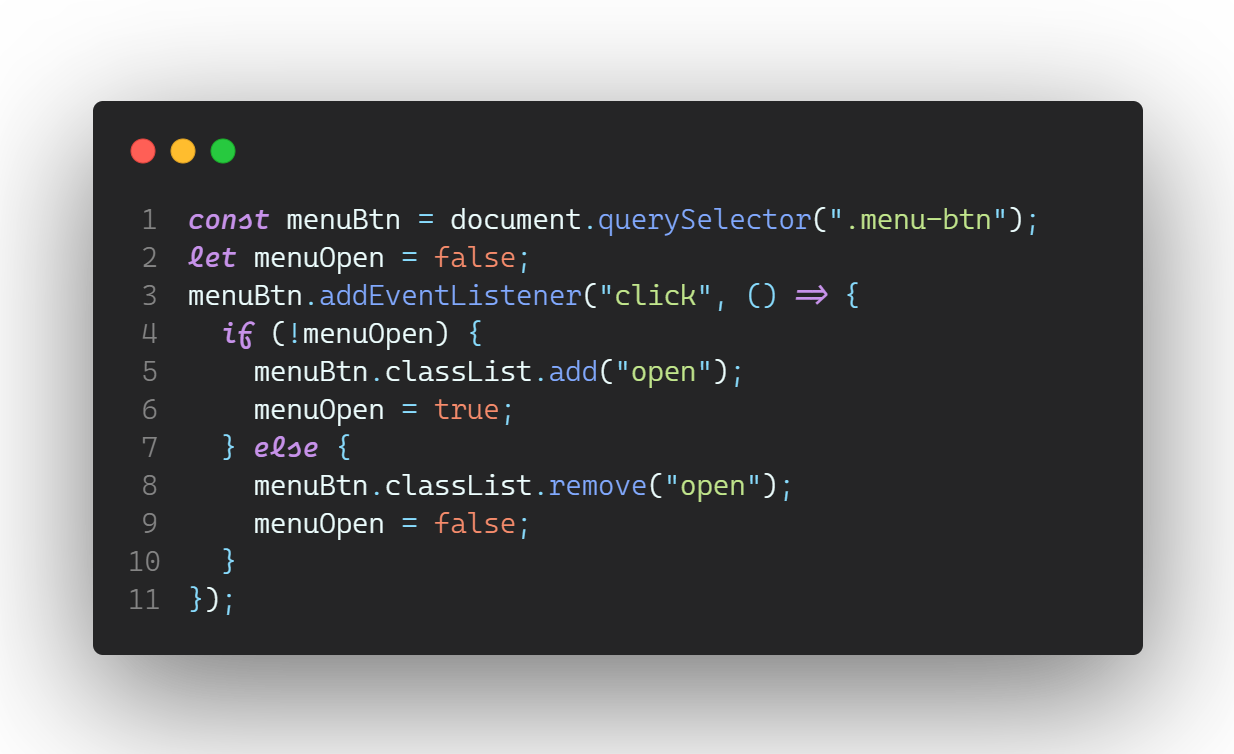 1 const menuBtn = document.querySelector(".menu-btn");
2 let menuOpen = false;
3 menuBtn.addEventListener("click", () => {
4   if (!menuOpen) {
5     menuBtn.classList.add("open");
6     menuOpen = true;
7   } else {
8     menuBtn.classList.remove("open");
9     menuOpen = false;
10   }
11 });